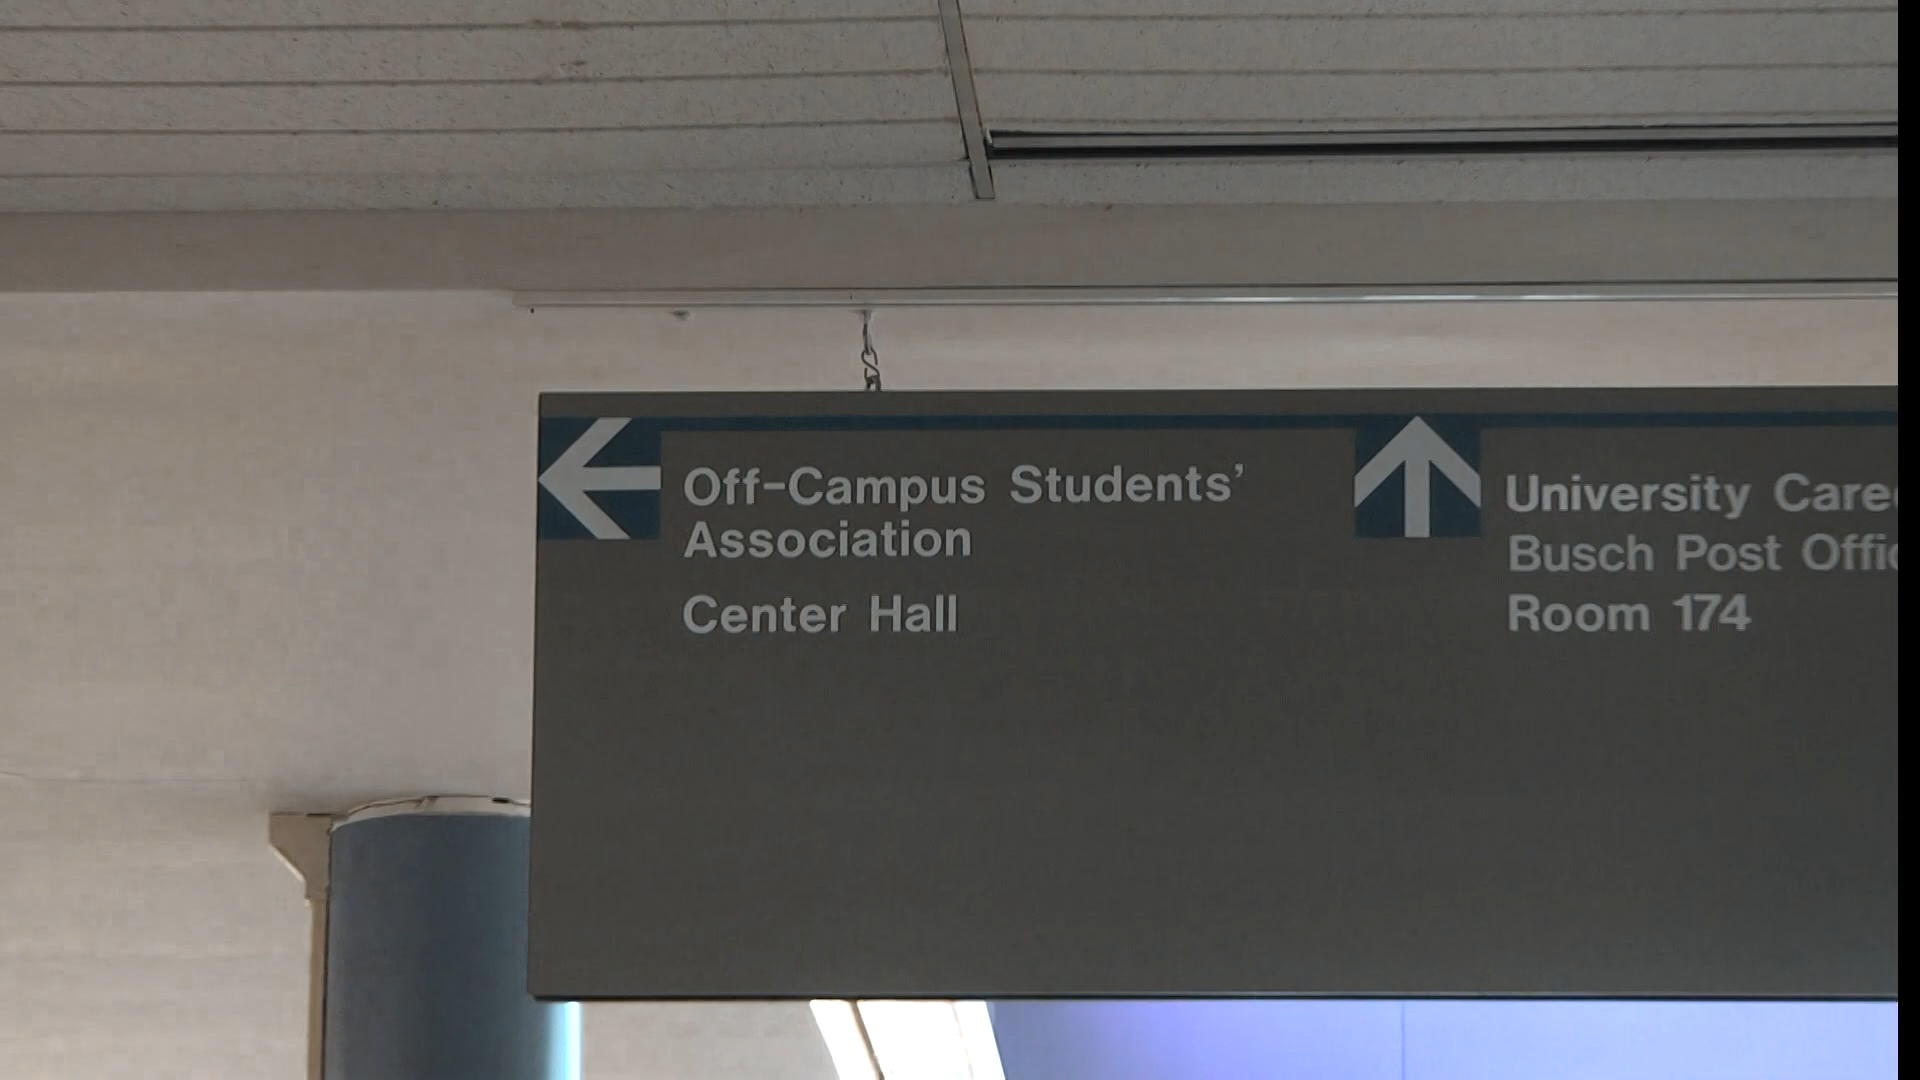 Off-Campus Students'
Association
Center Hall
University
Busch Post
Room 174